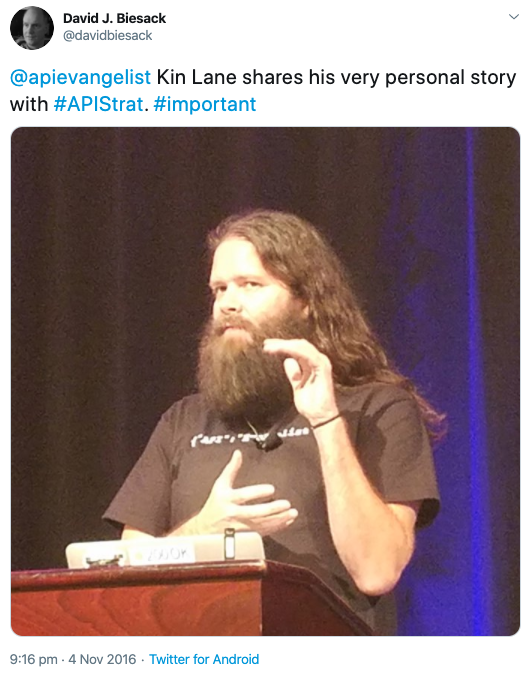 David J. Biesack
@davidbiesack
@apievangelist Kin Lane shares his very personal story
with #APIStrat. #important
200OK
9:16 pm · 4 Nov 2016 · Twitter for Android